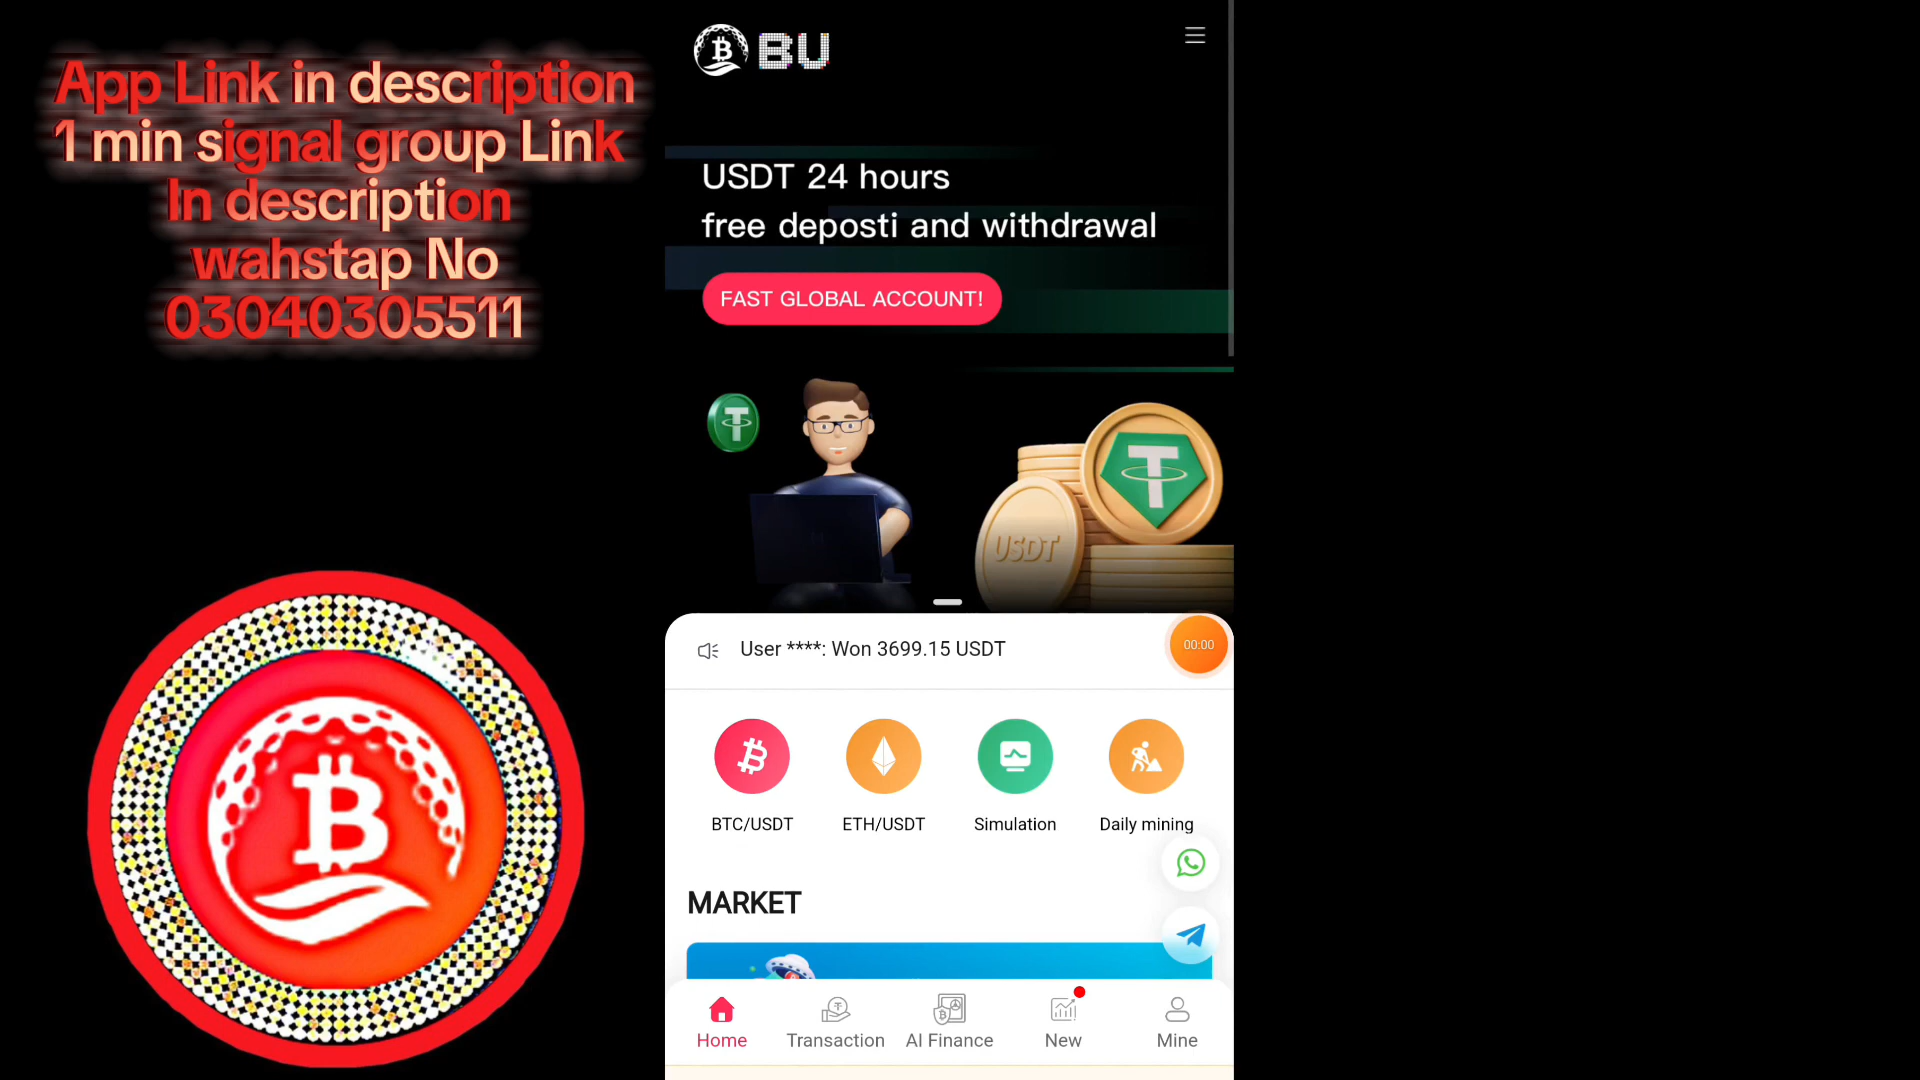 App Link in description
1 min signal group Link
In description
wahstap No
03040305511
BU
USDT 24 hours
free deposti and withdrawal
FAST GLOBAL ACCOUNT!
USDT
User ****: Won 3699.15 USDT
00:00
BTC/USDT
ETH/USDT
Simulation
Daily mining
MARKET
Home
Transaction
AI Finance
New
Mine